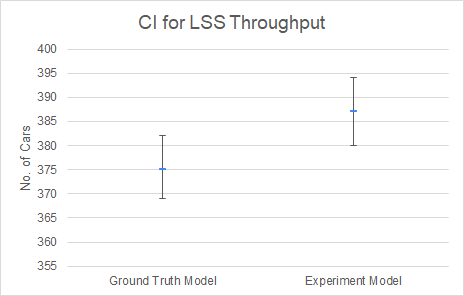 CI for LSS Throughput
400
395
390
385
380
375
370
365
360
355
No. of Cars
Ground Truth Model
Experiment Model